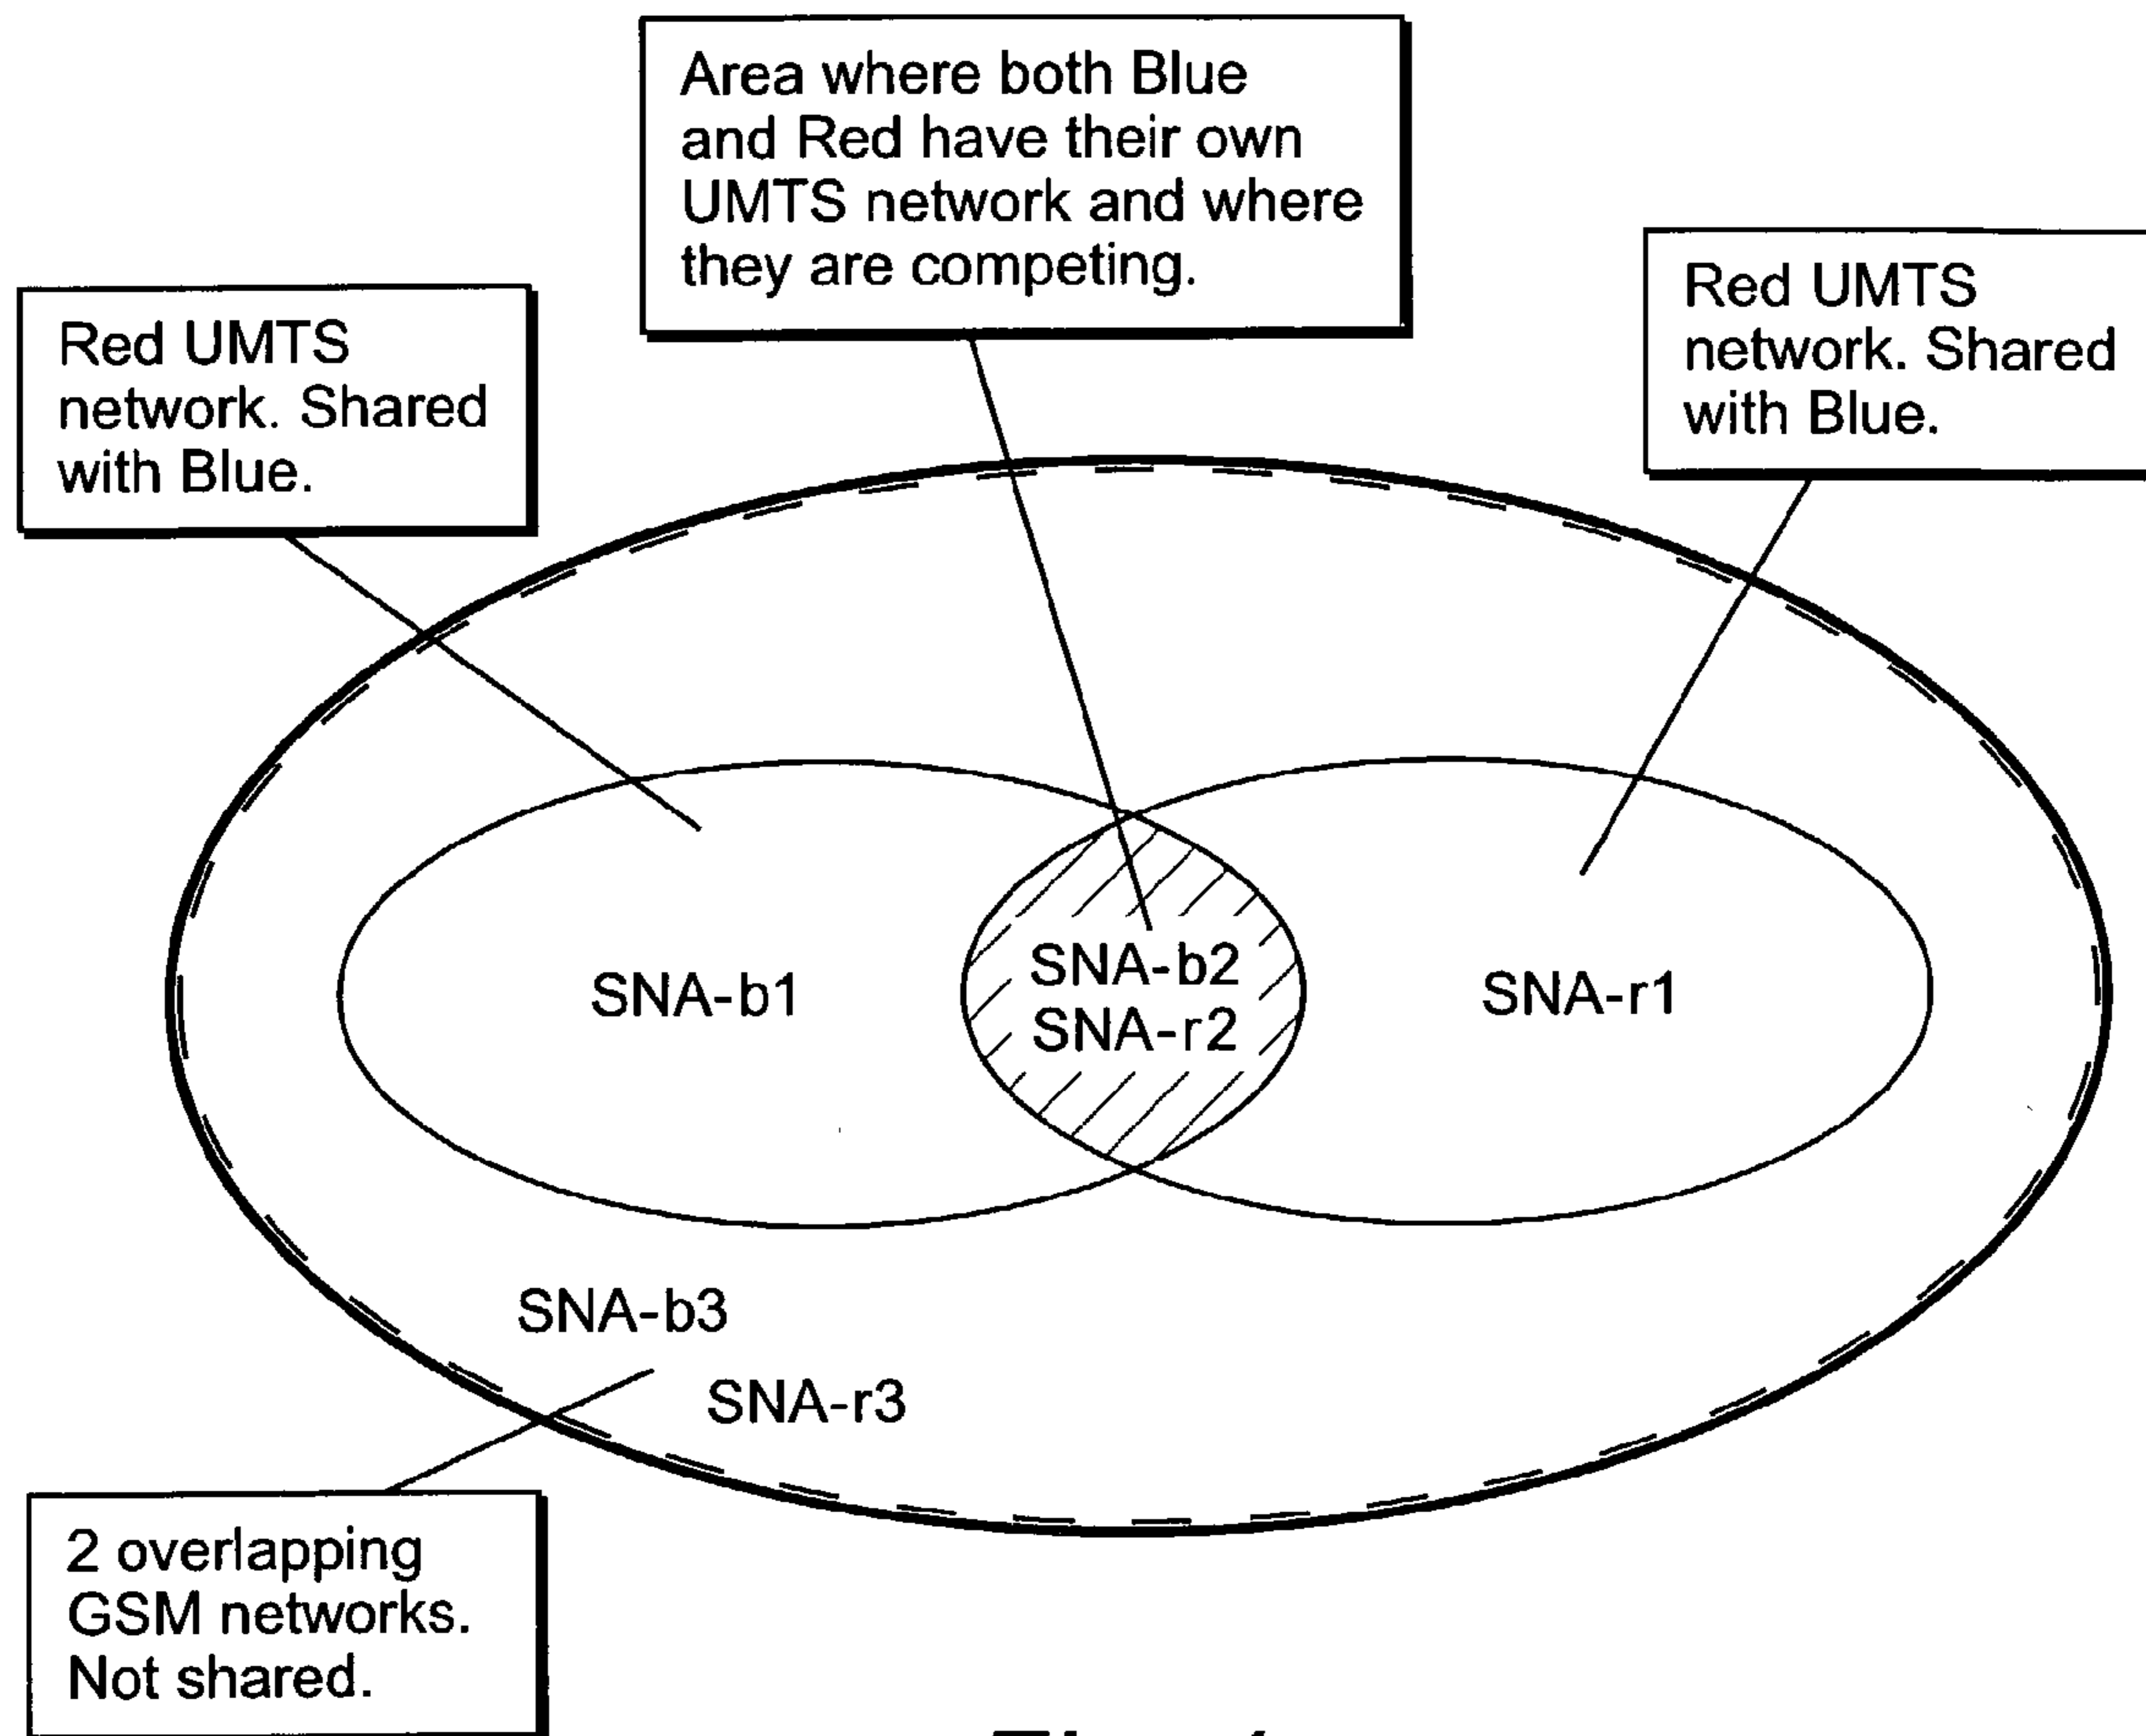 Area where both Blue
and Red have their own
UMTS network and where
they are competing.
Red UMTS
network. Shared
with Blue.
Red UMTS
network. Shared
with Blue.
SNA-b1
SNA-b2
SNA-r2
SNA-r1
SNA-b3
SNA-r3
2 overlapping
GSM networks.
Not shared.